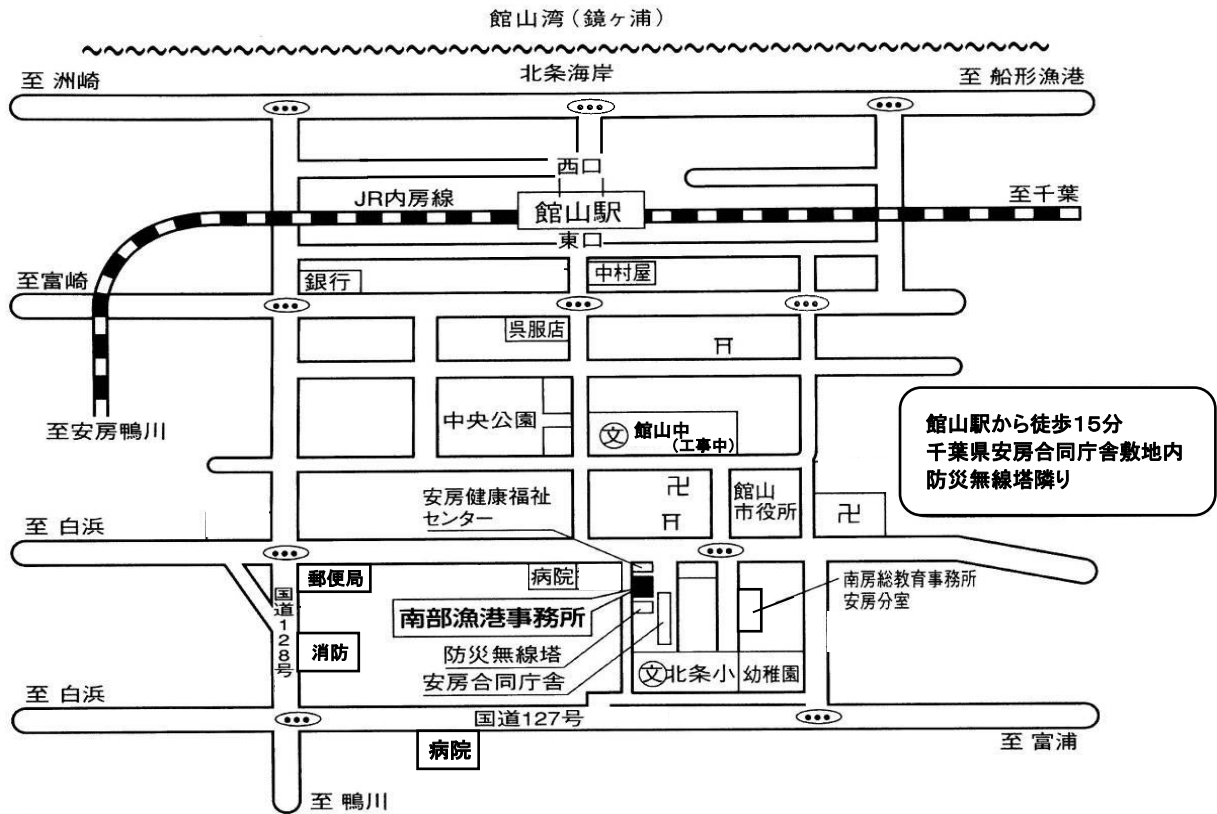 館山湾(鏡ヶ浦)
北条海岸
至 洲崎
至 船形漁港
西口
JR内房線
館山駅
至千葉
東口
至富崎
銀行
中村屋
呉服店
至安房鴨川
中央公園
文 館山中
(工事中)
館山駅から徒歩15分
千葉県安房合同庁舎敷地内
防災無線塔隣り
安房健康福祉
センター
館山
市役所
至 白浜
郵便局
病院
南房総教育事務所
安房分室
国道128号
南部漁港事務所
消防
防災無線塔
安房合同庁舎
文 北条小
幼稚園
至 白浜
国道127号
病院
至 富浦
至 鴨川